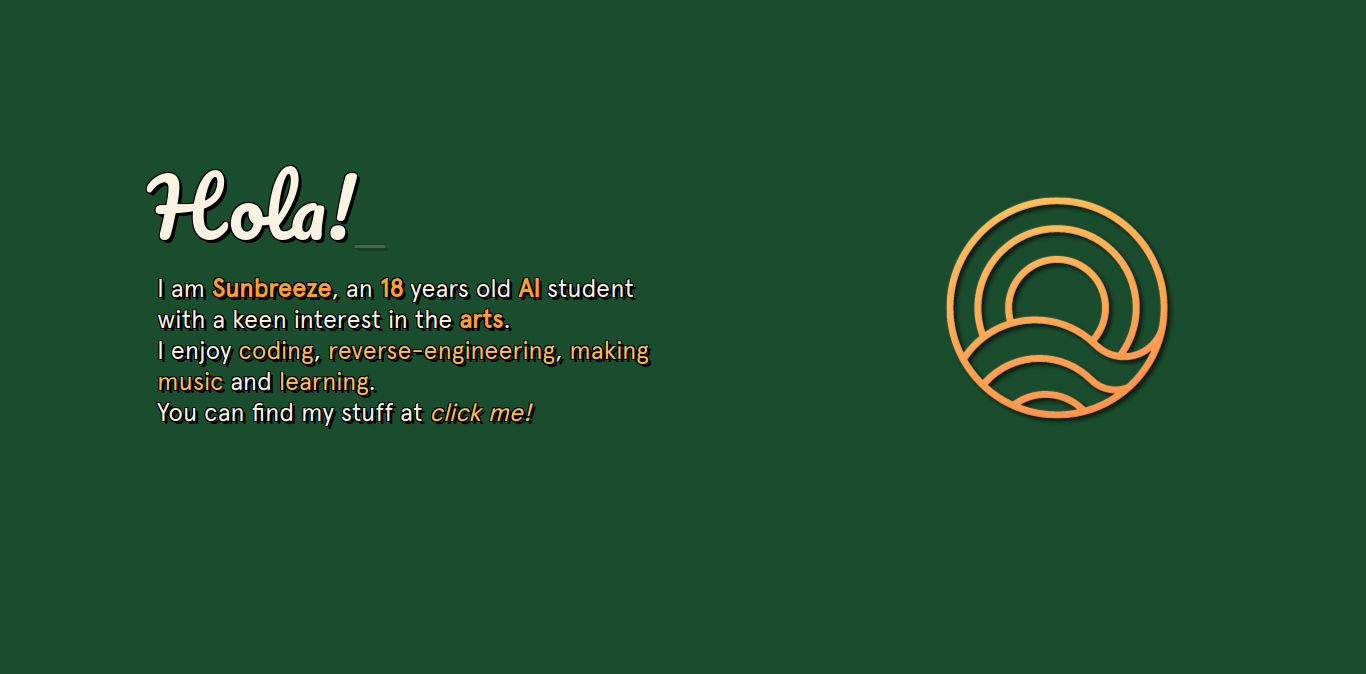 Hola!_
I am Sunbreeze, an 18 years old AI student
with a keen interest in the arts.
I enjoy coding, reverse-engineering, making
music and learning.
You can find my stuff at click me!